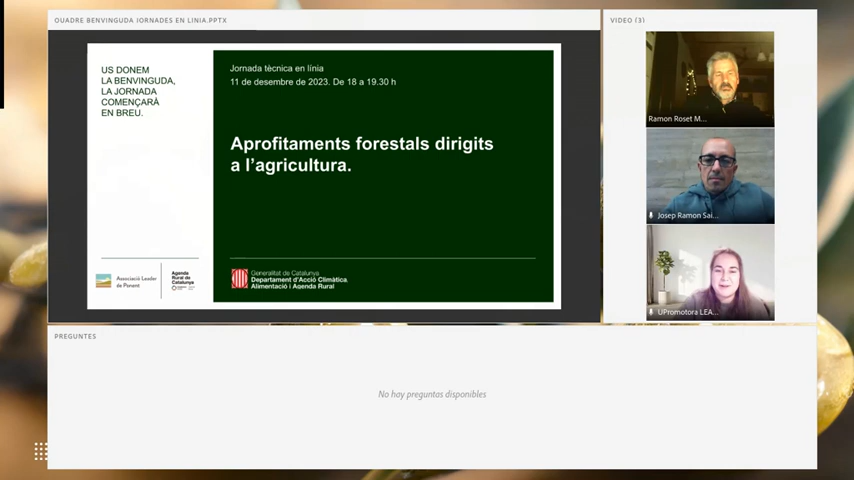 QUADRE BENVINGUDA JORNADES EN LINIA.PPTX
VIDEO (3)
US DONEM
LA BENVINGUDA,
LA JORNADA
COMENÇARÀ
EN BREU.
Jornada tècnica en línia
11 de desembre de 2023. De 18 a 19.30 h
Aprofitaments forestals dirigits
a l'agricultura.
Associació Leader
de Ponent
Agenda
Rural de
Catalunya
Generalitat de Catalunya
Departament d'Acció Climàtica,
Alimentació i Agenda Rural
Ramon Roset M...
Josep Ramon Sai...
UPromotora LEA...
PREGUNTES
No hay preguntas disponibles